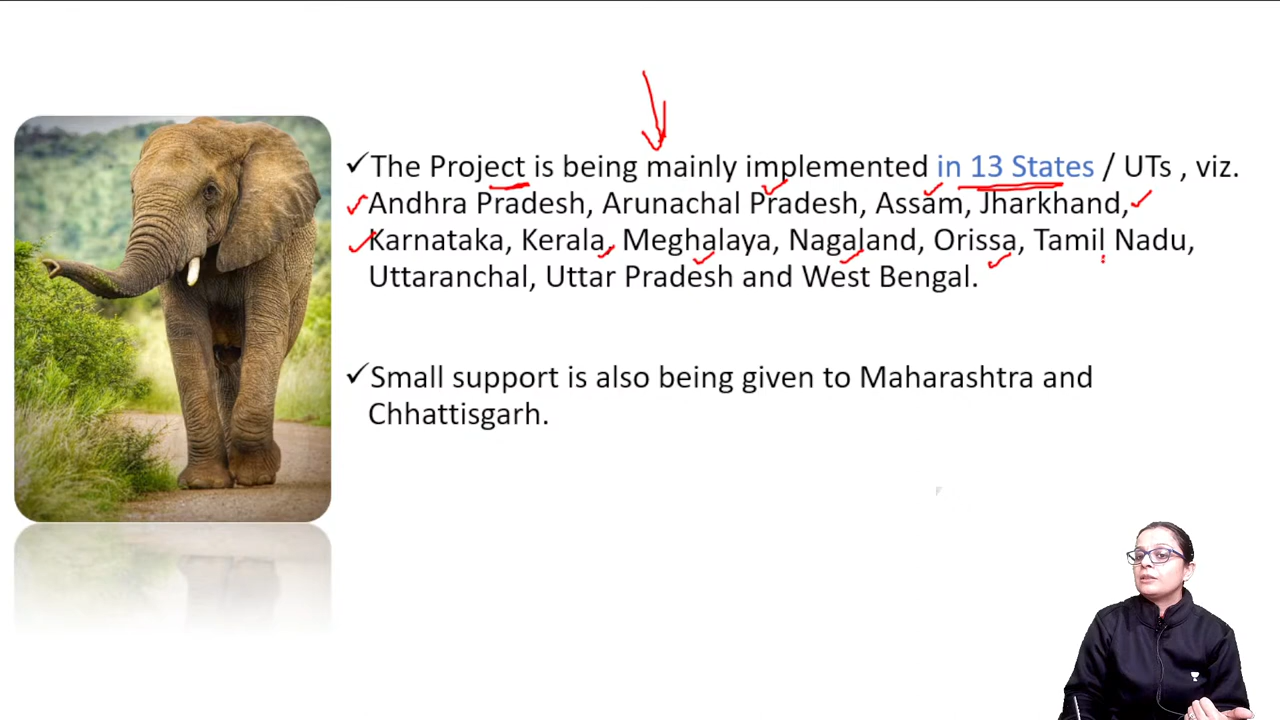 ✓The Project is being mainly implemented in 13 States / UTs , viz.
Andhra Pradesh, Arunachal Pradesh, Assam, Jharkhand,
Karnataka, Kerala, Meghalaya, Nagaland, Orissa, Tamil Nadu,
Uttaranchal, Uttar Pradesh and West Bengal.
✓Small support is also being given to Maharashtra and
Chhattisgarh.